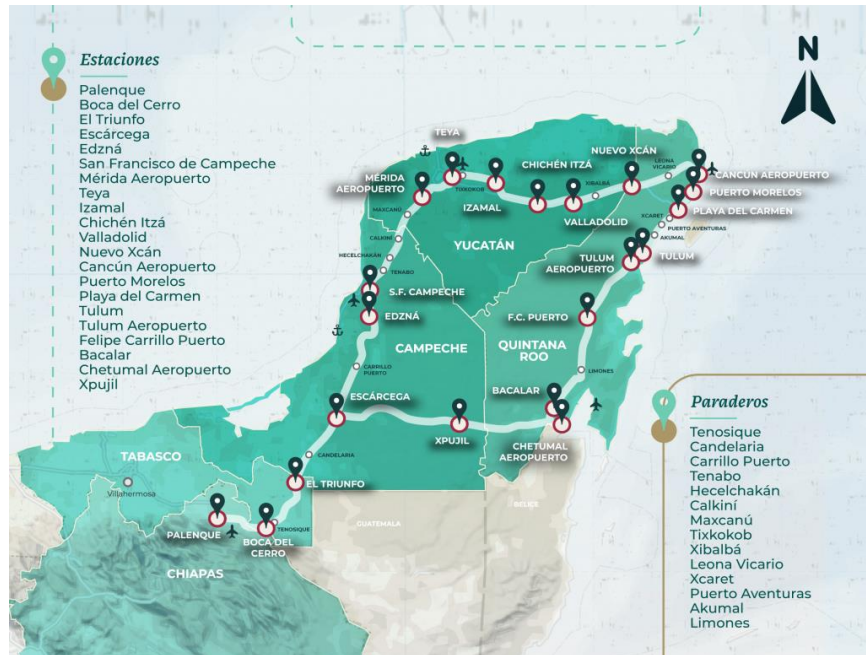 Estaciones
Palenque
Boca del Cerro
El Triunfo
Escárcega
Edzná
San Francisco de Campeche
Mérida Aeropuerto
Teya
Izamal
Chichén Itzá
Valladolid
Nuevo Xcán
Cancún Aeropuerto
Puerto Morelos
Playa del Carmen
Tulum
Tulum Aeropuerto
Felipe Carrillo Puerto
Bacalar
Chetumal Aeropuerto
Xpujil
N
TEYA
NUEVO XCÁN
CHICHÉN ITZÁ
LEONA
VICARIO
CANCÚN AEROPUERTO
MÉRIDA
AEROPUERTO
TIXKOKOB
XIBALBÁ
PUERTO MORELOS
IZAMAL
MAXCANÚ
VALLADOLID
XCARET
PLAYA DEL CARMEN
PUERTO AVENTURAS
CALKINÍ
AKUMAL
YUCATÁN
HECELCHAKÁN
TULUM
AEROPUERTO
TULUM
TENABO
S.F. CAMPECHE
EDZNÁ
F.C. PUERTO
CAMPECHE
QUINTANA
ROO
CARRILLO
PUERTO
LIMONES
BACALAR
ESCÁRCEGA
XPUJIL
CHETUMAL
AEROPUERTO
CANDELARIA
TABASCO
Villahermosa
EL TRIUNFO
BELICE
GUATEMALA
TENOSIQUE
PALENQUE
BOCA DEL
CERRO
CHIAPAS
Paraderos
Tenosique
Candelaria
Carrillo Puerto
Tenabo
Hecelchakán
Calkiní
Maxcanú
Tixkokob
Xibalbá
Leona Vicario
Xcaret
Puerto Aventuras
Akumal
Limones